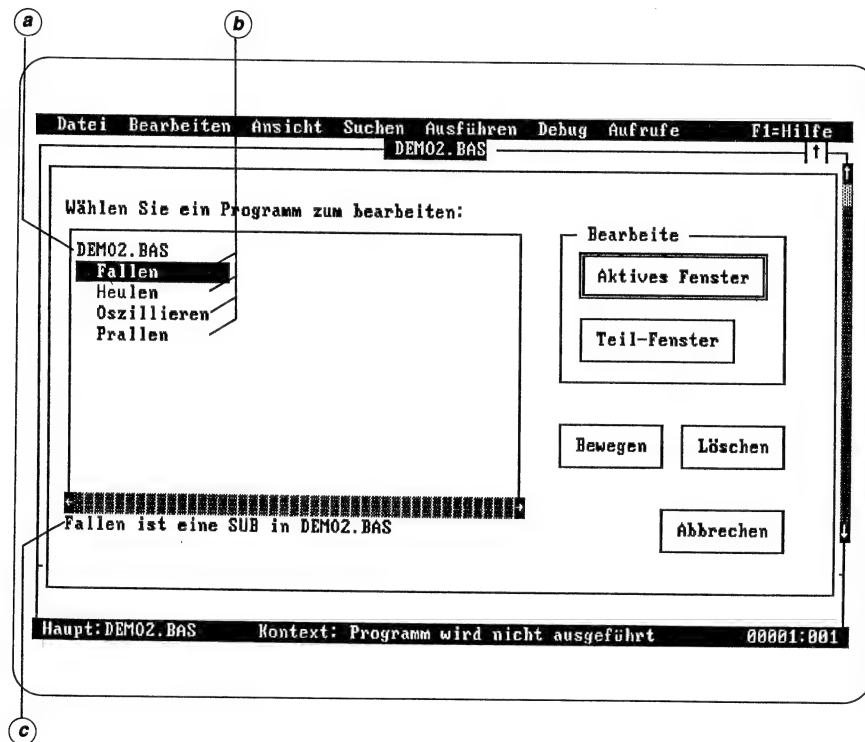 a b
Datei Bearbeiten Ansicht Suchen Ausführen Debug Aufrufe F1=Hilfe
DEMO2.BAS
Wählen Sie ein Programm zum bearbeiten:
DEMO2.BAS
Fallen
Heulen
Oszillieren
Prallen
Bearbeite
Aktives Fenster
Teil-Fenster
Bewegen Löschen
Fallen ist eine SUB in DEMO2.BAS
Abbrechen
Haupt:DEMO2.BAS Kontext: Programm wird nicht ausgeführt 00001:001
c